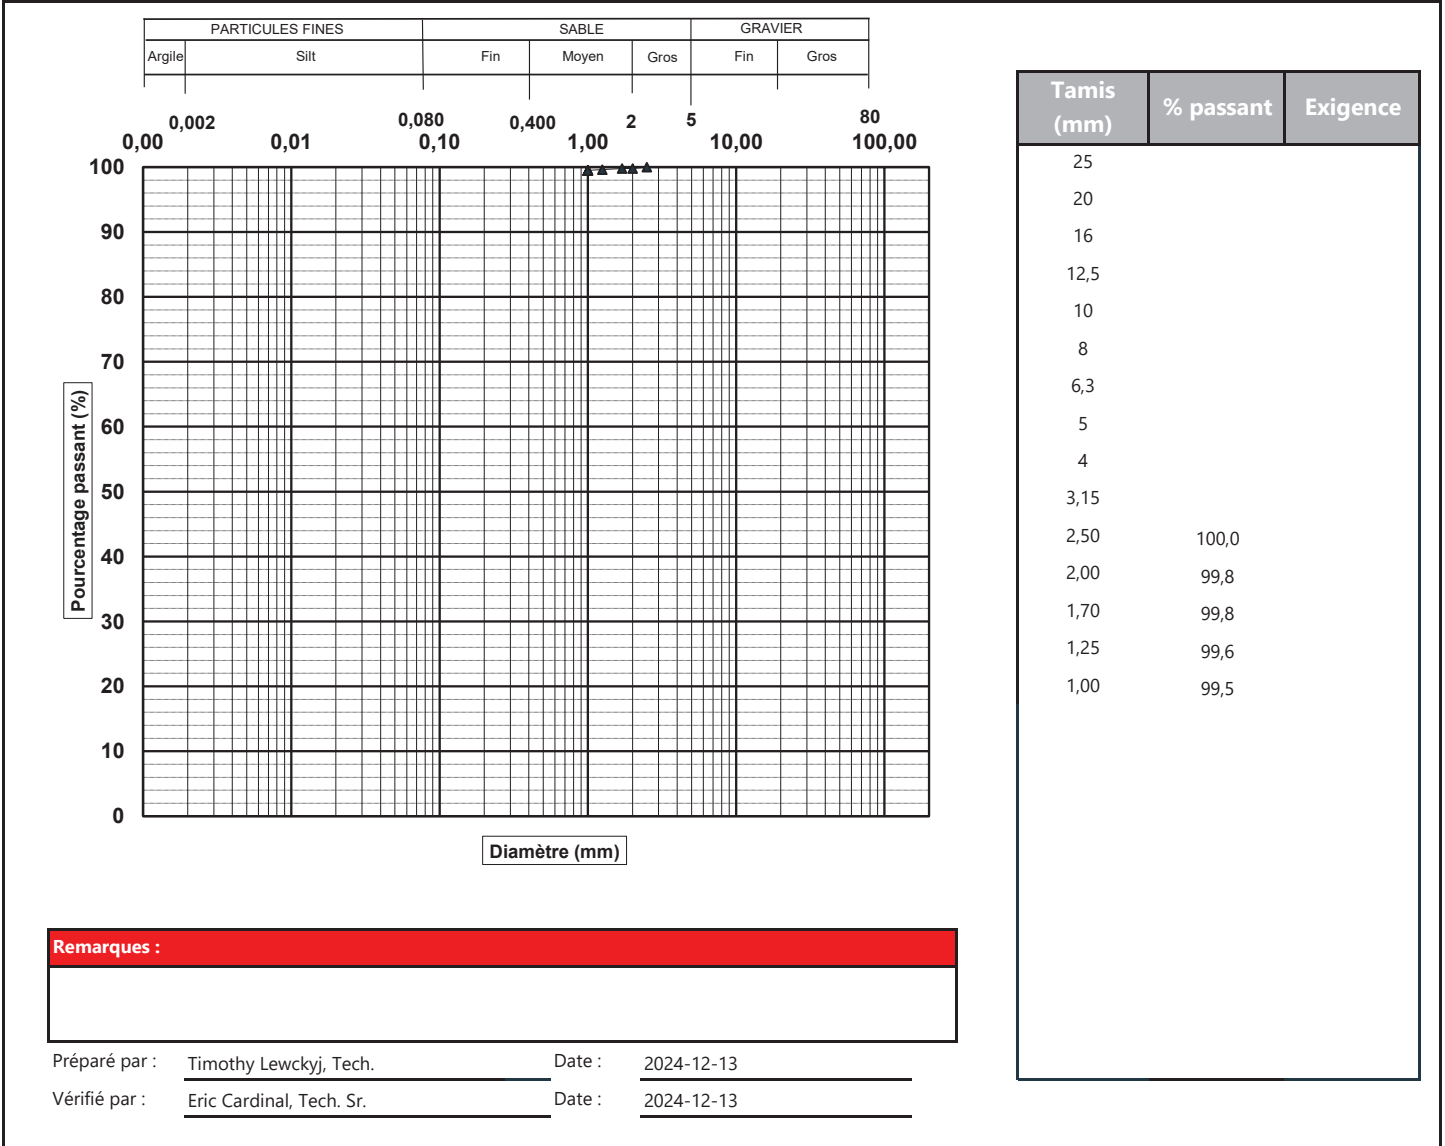 PARTICULES FINES SABLE GRAVIER
Argile Silt Fin Moyen Gros Fin Gros
0,002 0,080 0,400 2 5 80
0,00 0,01 0,10 1,00 10,00 100,00
100
90
80
70
60
50
40
30
20
10
0
Pourcentage passant (%)
Diamètre (mm)
Tamis (mm) % passant Exigence
25
20
16
12,5
10
8
6,3
5
4
3,15
2,50 100,0
2,00 99,8
1,70 99,8
1,25 99,6
1,00 99,5
Remarques :
Préparé par : Timothy Lewckyj, Tech. Date : 2024-12-13
Vérifié par : Eric Cardinal, Tech. Sr. Date : 2024-12-13